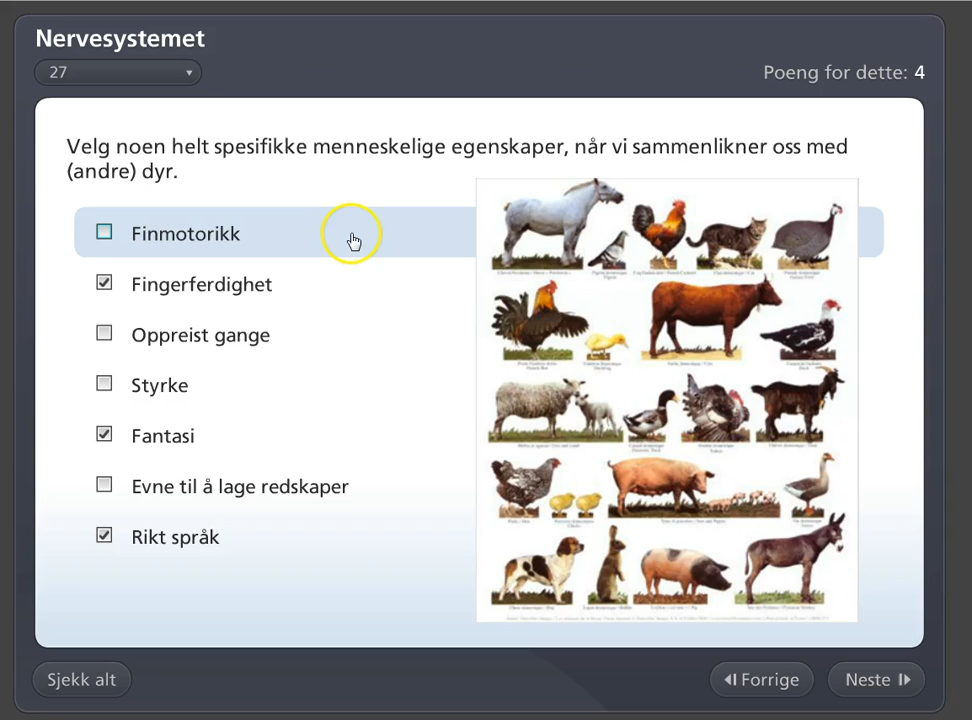 Nervesystemet
27
Poeng for dette: 4
Velg noen helt spesifikke menneskelige egenskaper, når vi sammenlikner oss med
(andre) dyr.
Finmotorikk
Fingerferdighet
Oppreist gange
Styrke
Fantasi
Evne til å lage redskaper
Rikt språk
Sjekk alt
Forrige
Neste